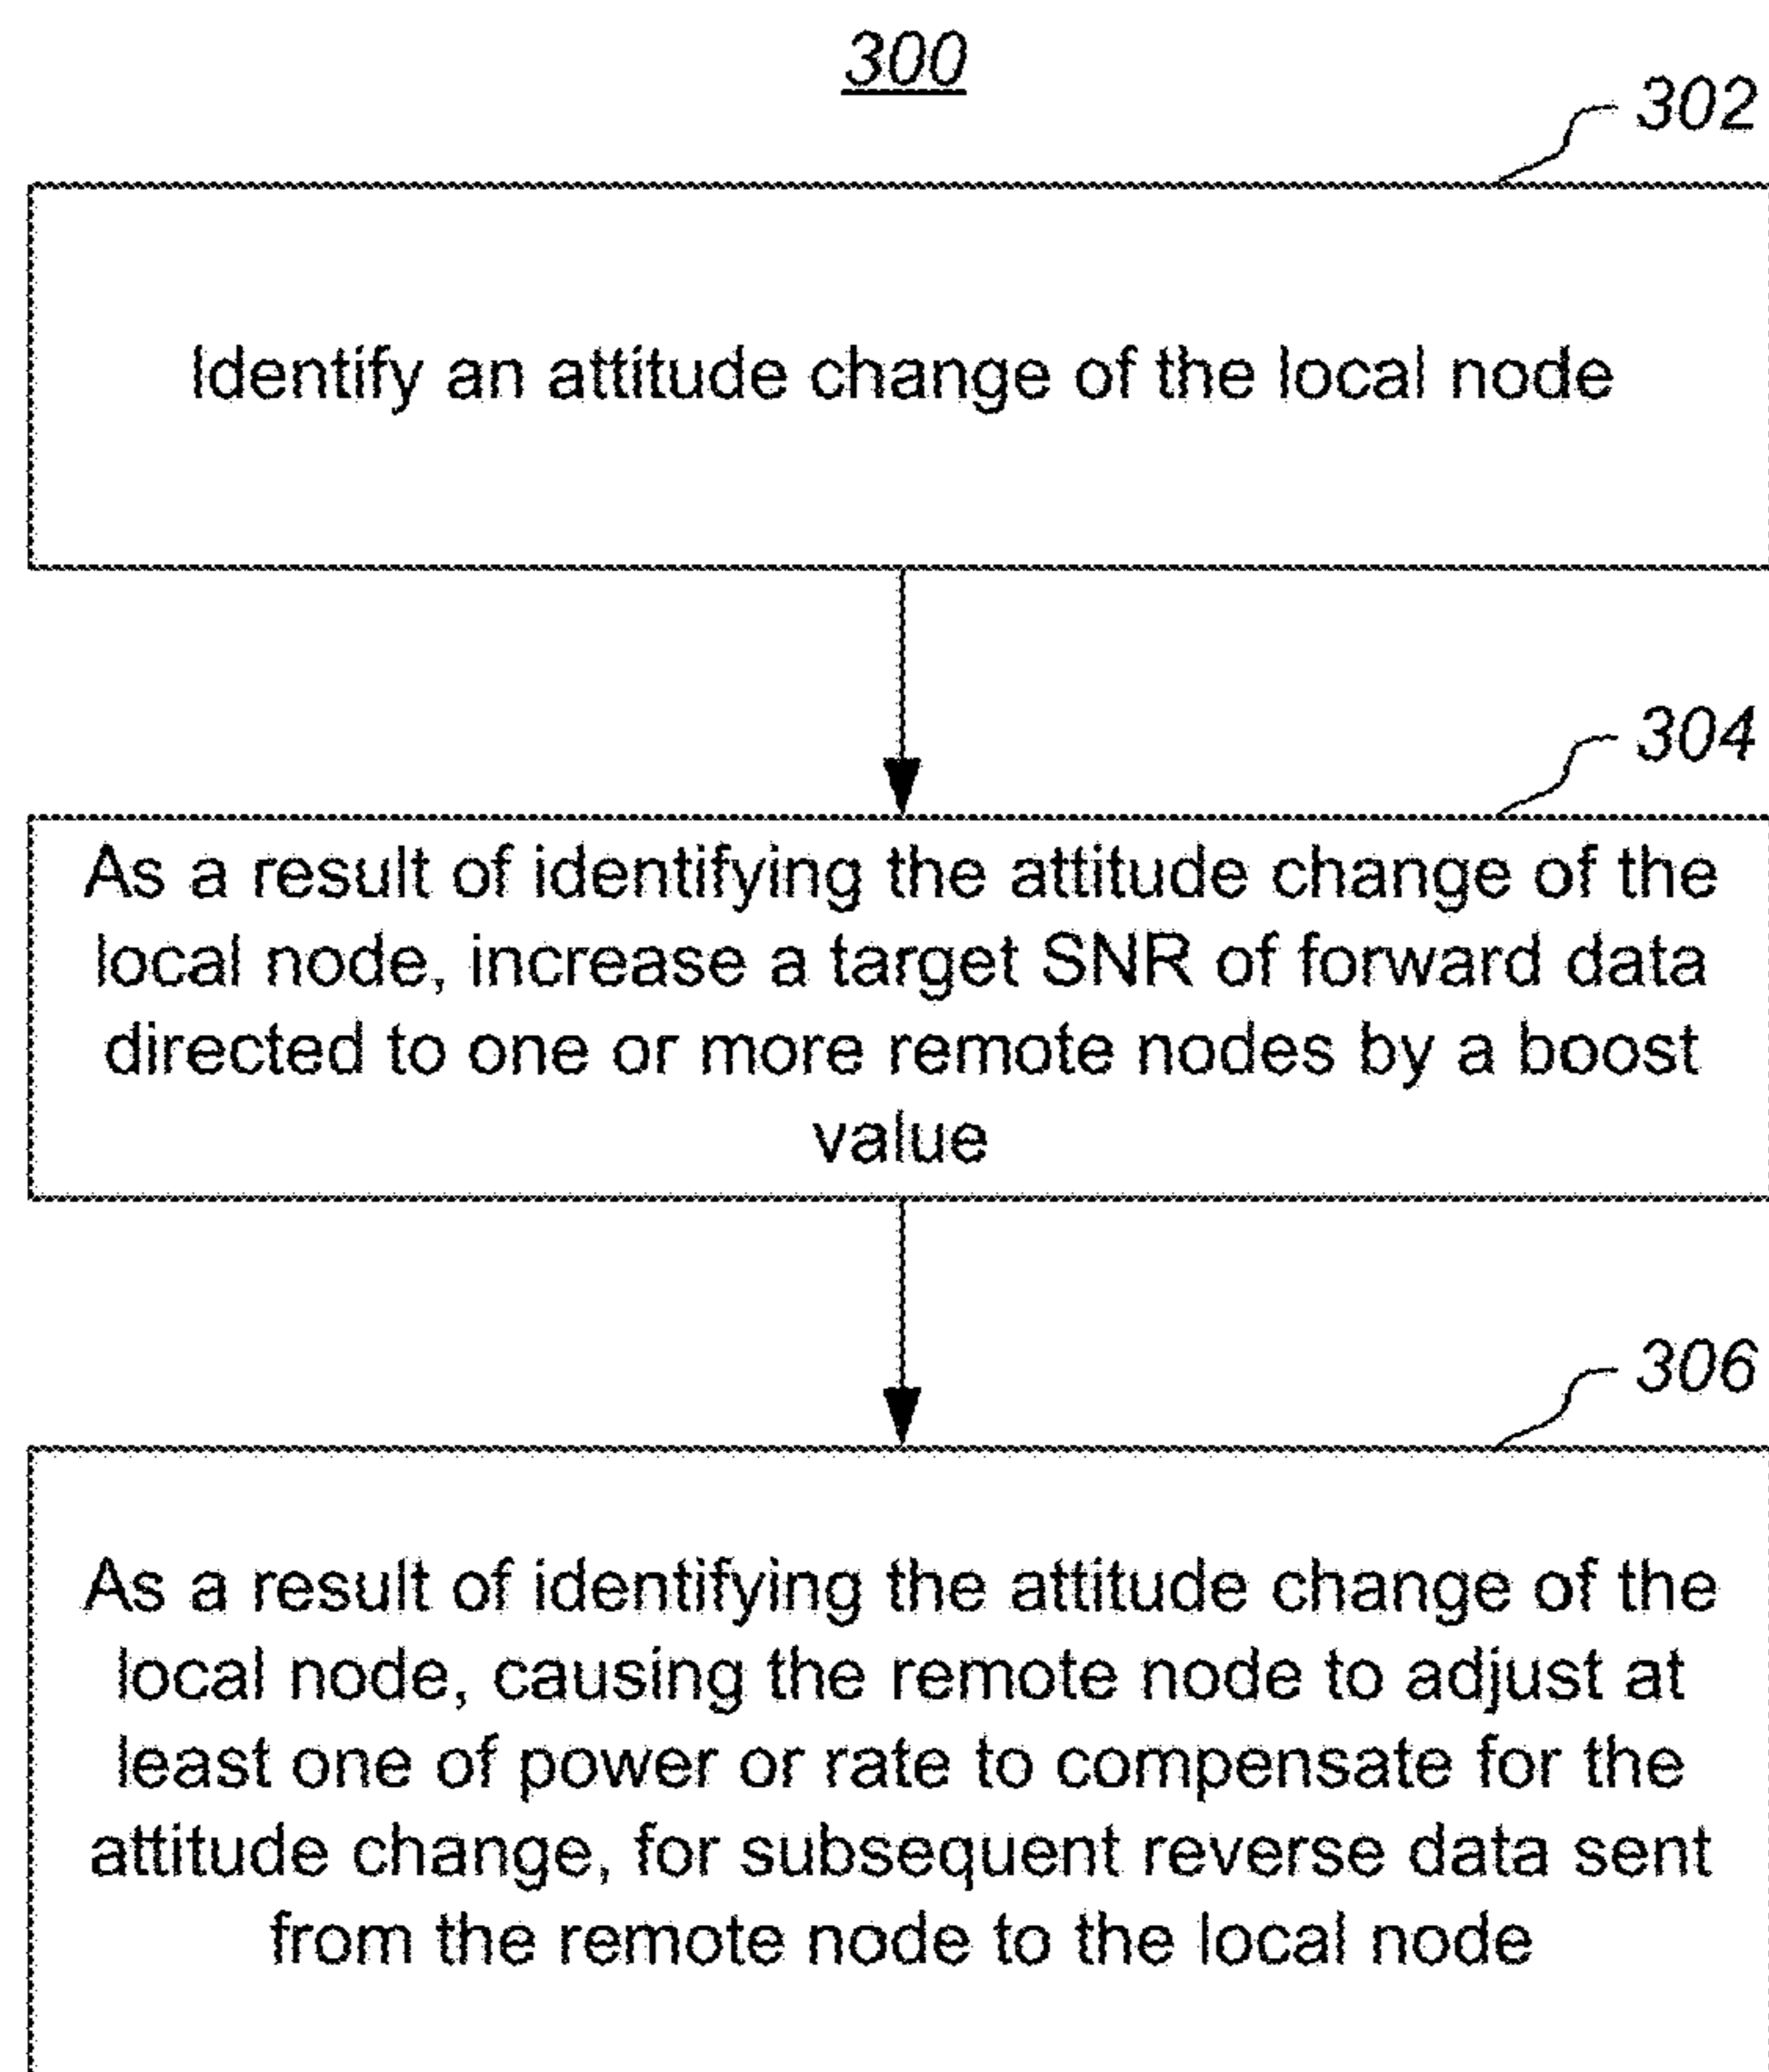 300
302
Identify an attitude change of the local node
304
As a result of identifying the attitude change of the
local node, increase a target SNR of forward data
directed to one or more remote nodes by a boost
value
306
As a result of identifying the attitude change of the
local node, causing the remote node to adjust at
least one of power or rate to compensate for the
attitude change, for subsequent reverse data sent
from the remote node to the local node